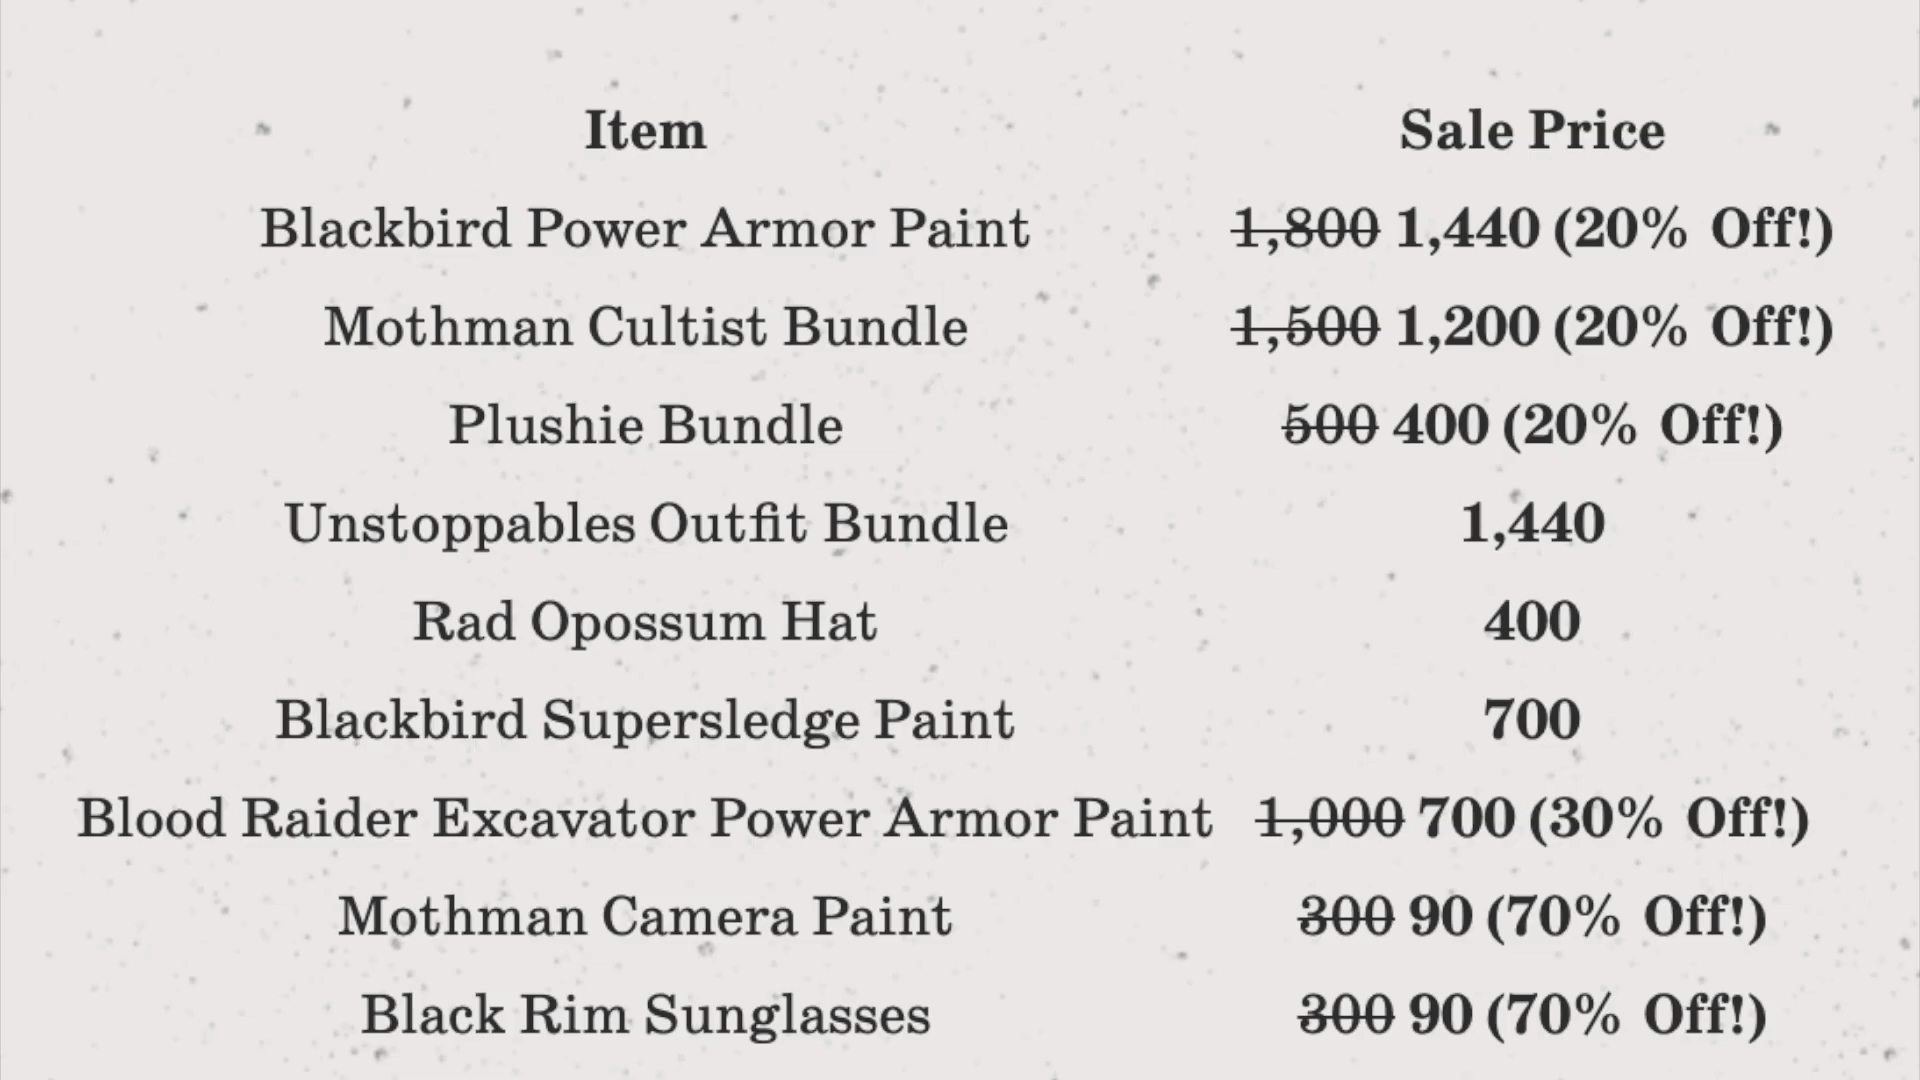 Item Sale Price
Blackbird Power Armor Paint 1,800 1,440 (20% Off!)
Mothman Cultist Bundle 1,500 1,200 (20% Off!)
Plushie Bundle 500 400 (20% Off!)
Unstoppables Outfit Bundle 1,440
Rad Opossum Hat 400
Blackbird Supersledge Paint 700
Blood Raider Excavator Power Armor Paint 1,000 700 (30% Off!)
Mothman Camera Paint 300 90 (70% Off!)
Black Rim Sunglasses 300 90 (70% Off!)